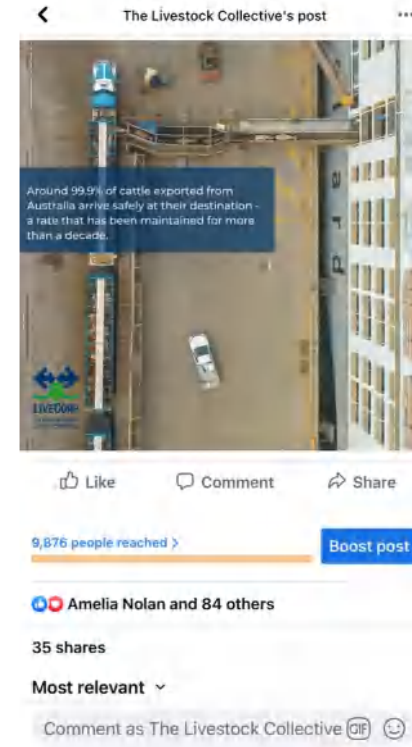 The Livestock Collective's post
Around 99.9% of cattle exported from
Australia arrive safely at their destination -
a rate that has been maintained for more
than a decade.
LIVECORP
Like
Comment
Share
9,876 people reached >
Boost post
Amelia Nolan and 84 others
35 shares
Most relevant
Comment as The Livestock Collective
GIF